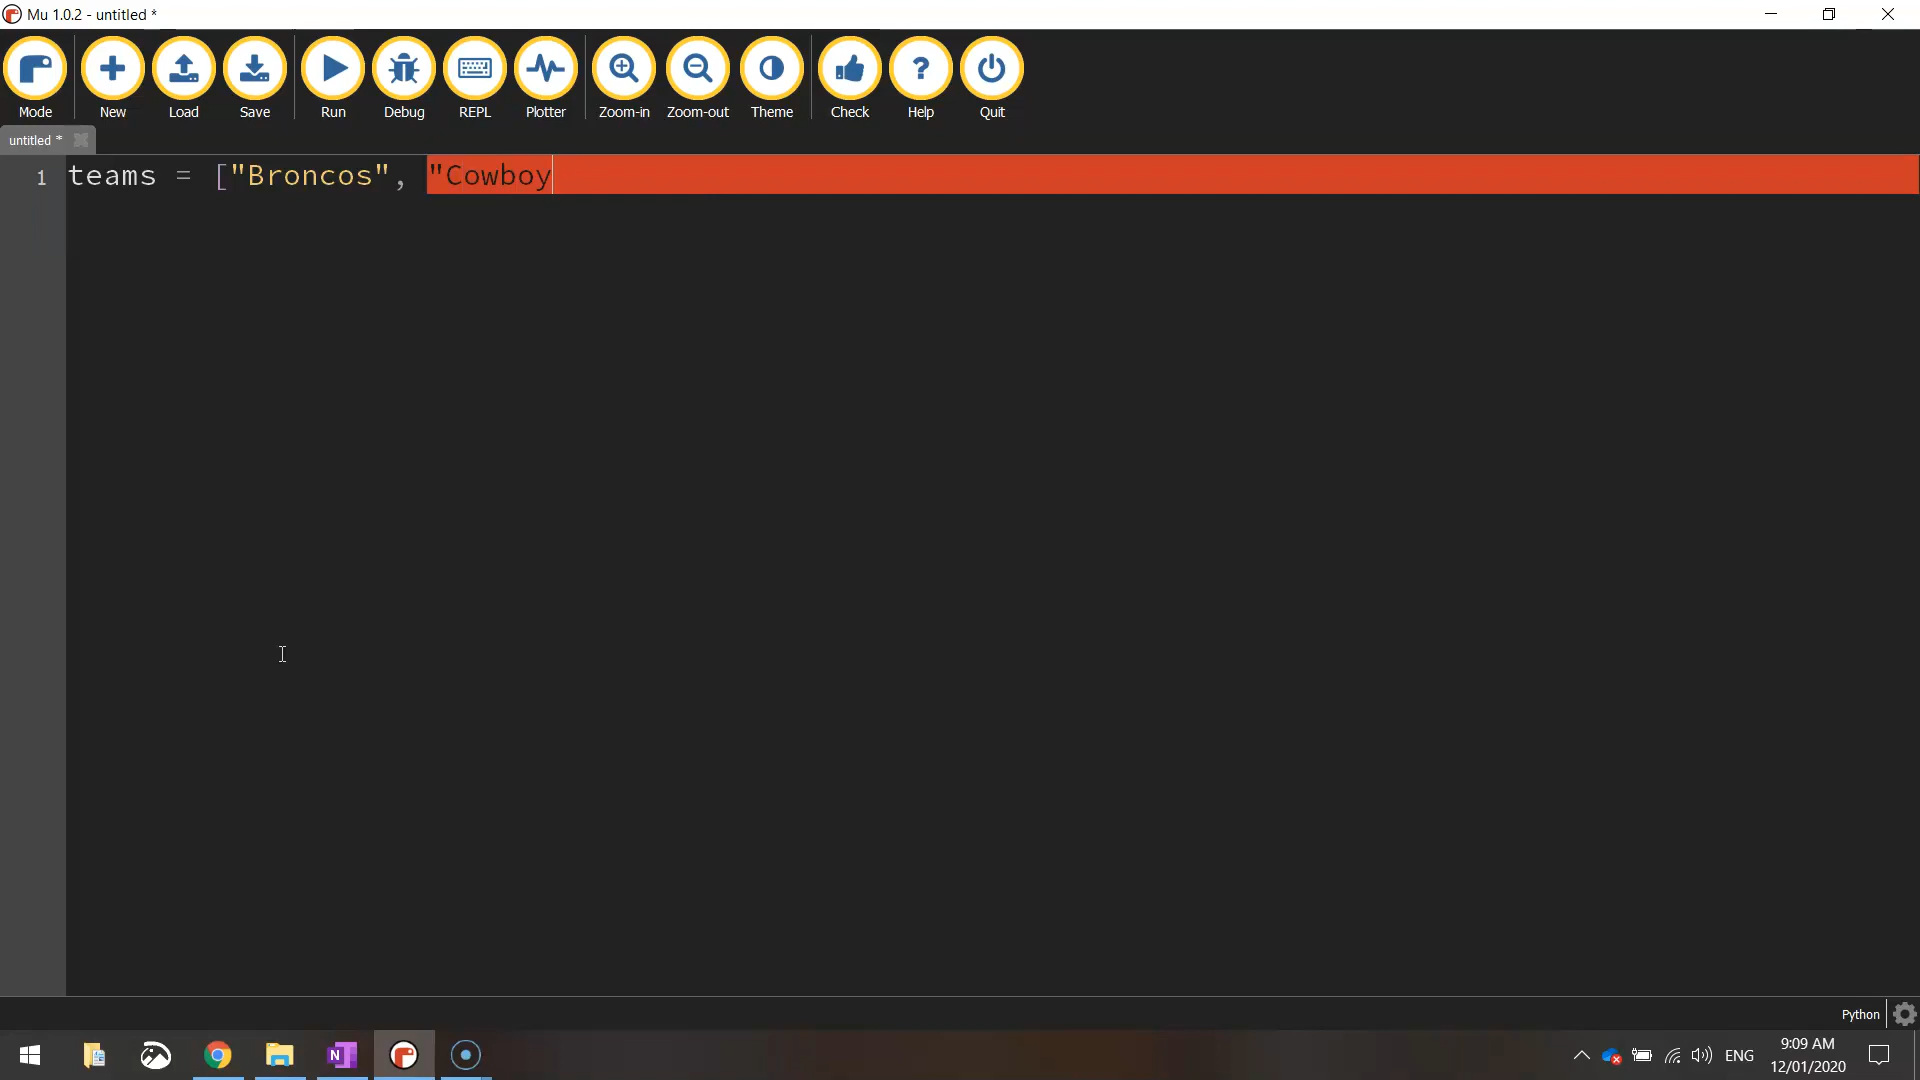 Mu 1.0.2 - untitled *
Mode New Load Save Run Debug REPL Plotter Zoom-in Zoom-out Theme Check Help Quit
untitled *
1 teams = ["Broncos", "Cowboy
Python
ENG
9:09 AM
12/01/2020